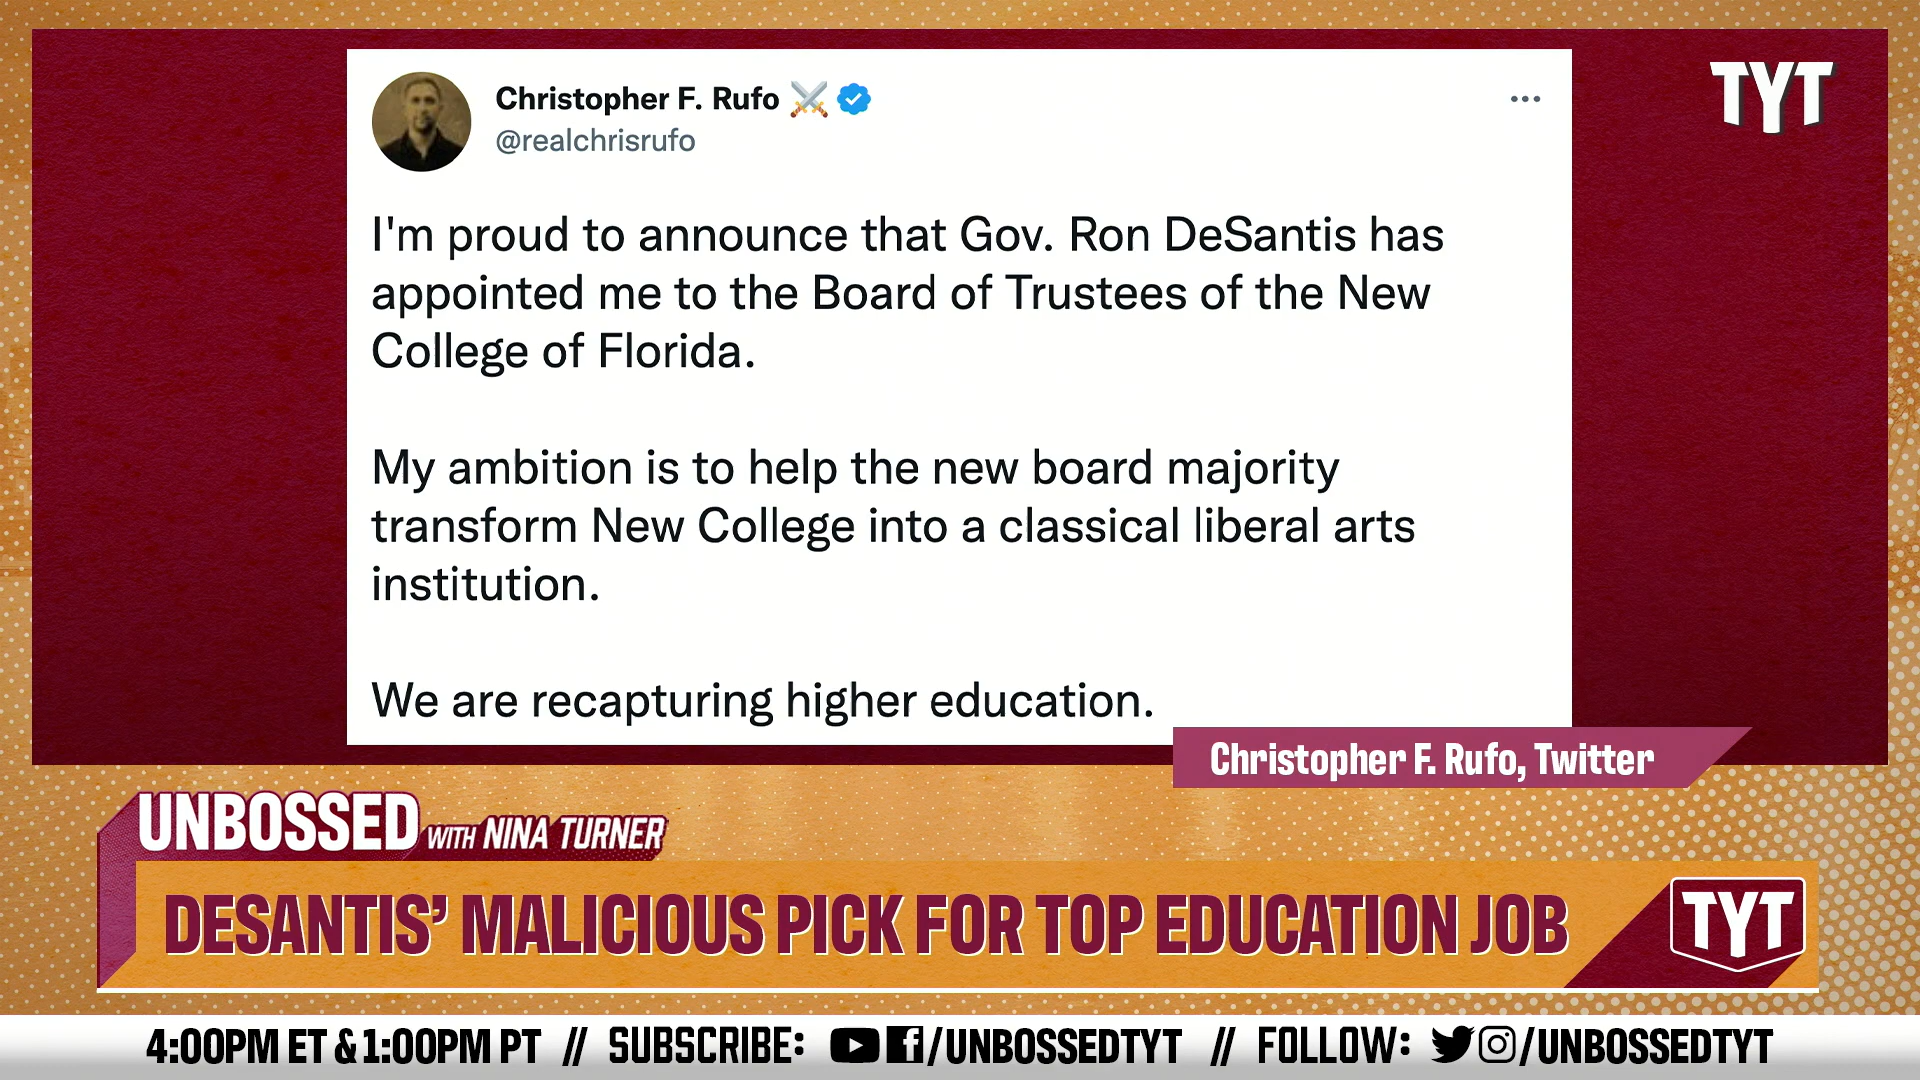 Christopher F. Rufo ⚔️
@realchrisrufo
TYT
I'm proud to announce that Gov. Ron DeSantis has
appointed me to the Board of Trustees of the New
College of Florida.
My ambition is to help the new board majority
transform New College into a classical liberal arts
institution.
We are recapturing higher education.
Christopher F. Rufo, Twitter
UNBOSSED WITH NINA TURNER
DESANTIS’ MALICIOUS PICK FOR TOP EDUCATION JOB
TYT
4:00PM ET & 1:00PM PT // SUBSCRIBE: /UNBOSSEDTYT // FOLLOW: /UNBOSSEDTYT